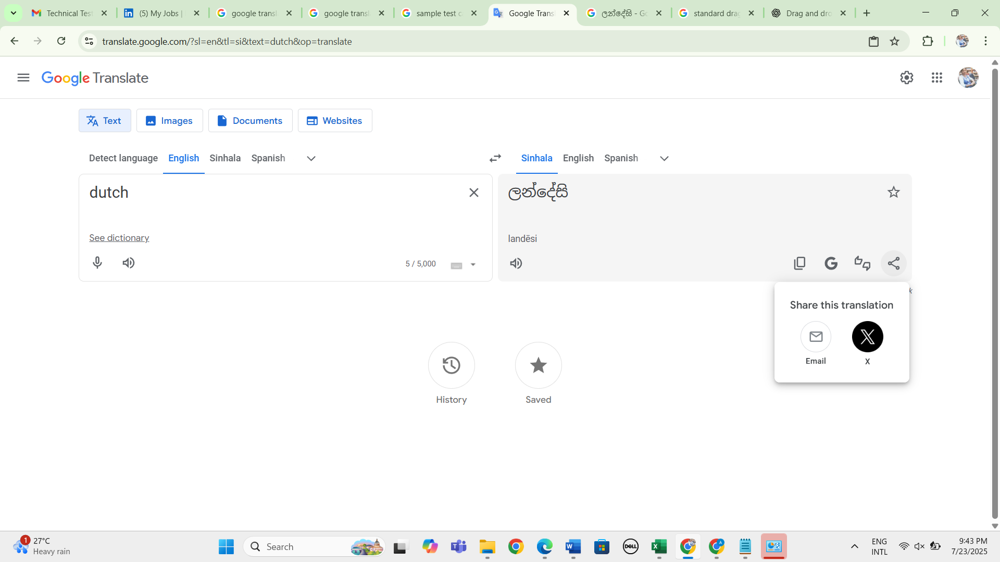 Technical Tes
(5) My Jobs |
google transl
google transl
sample test c
Google Transl
ලන්දේසි - Go
standard drag
Drag and dro
translate.google.com/?sl=en&tl=si&text=dutch&op=translate
Google Translate
Text
Images
Documents
Websites
Detect language
English
Sinhala
Spanish
Sinhala
English
Spanish
dutch
ලන්දේසි
See dictionary
landēsi
5 / 5,000
Share this translation
Email
X
History
Saved
1
27°C
Heavy rain
Search
DELL
ENG
INTL
9:43 PM
7/23/2025